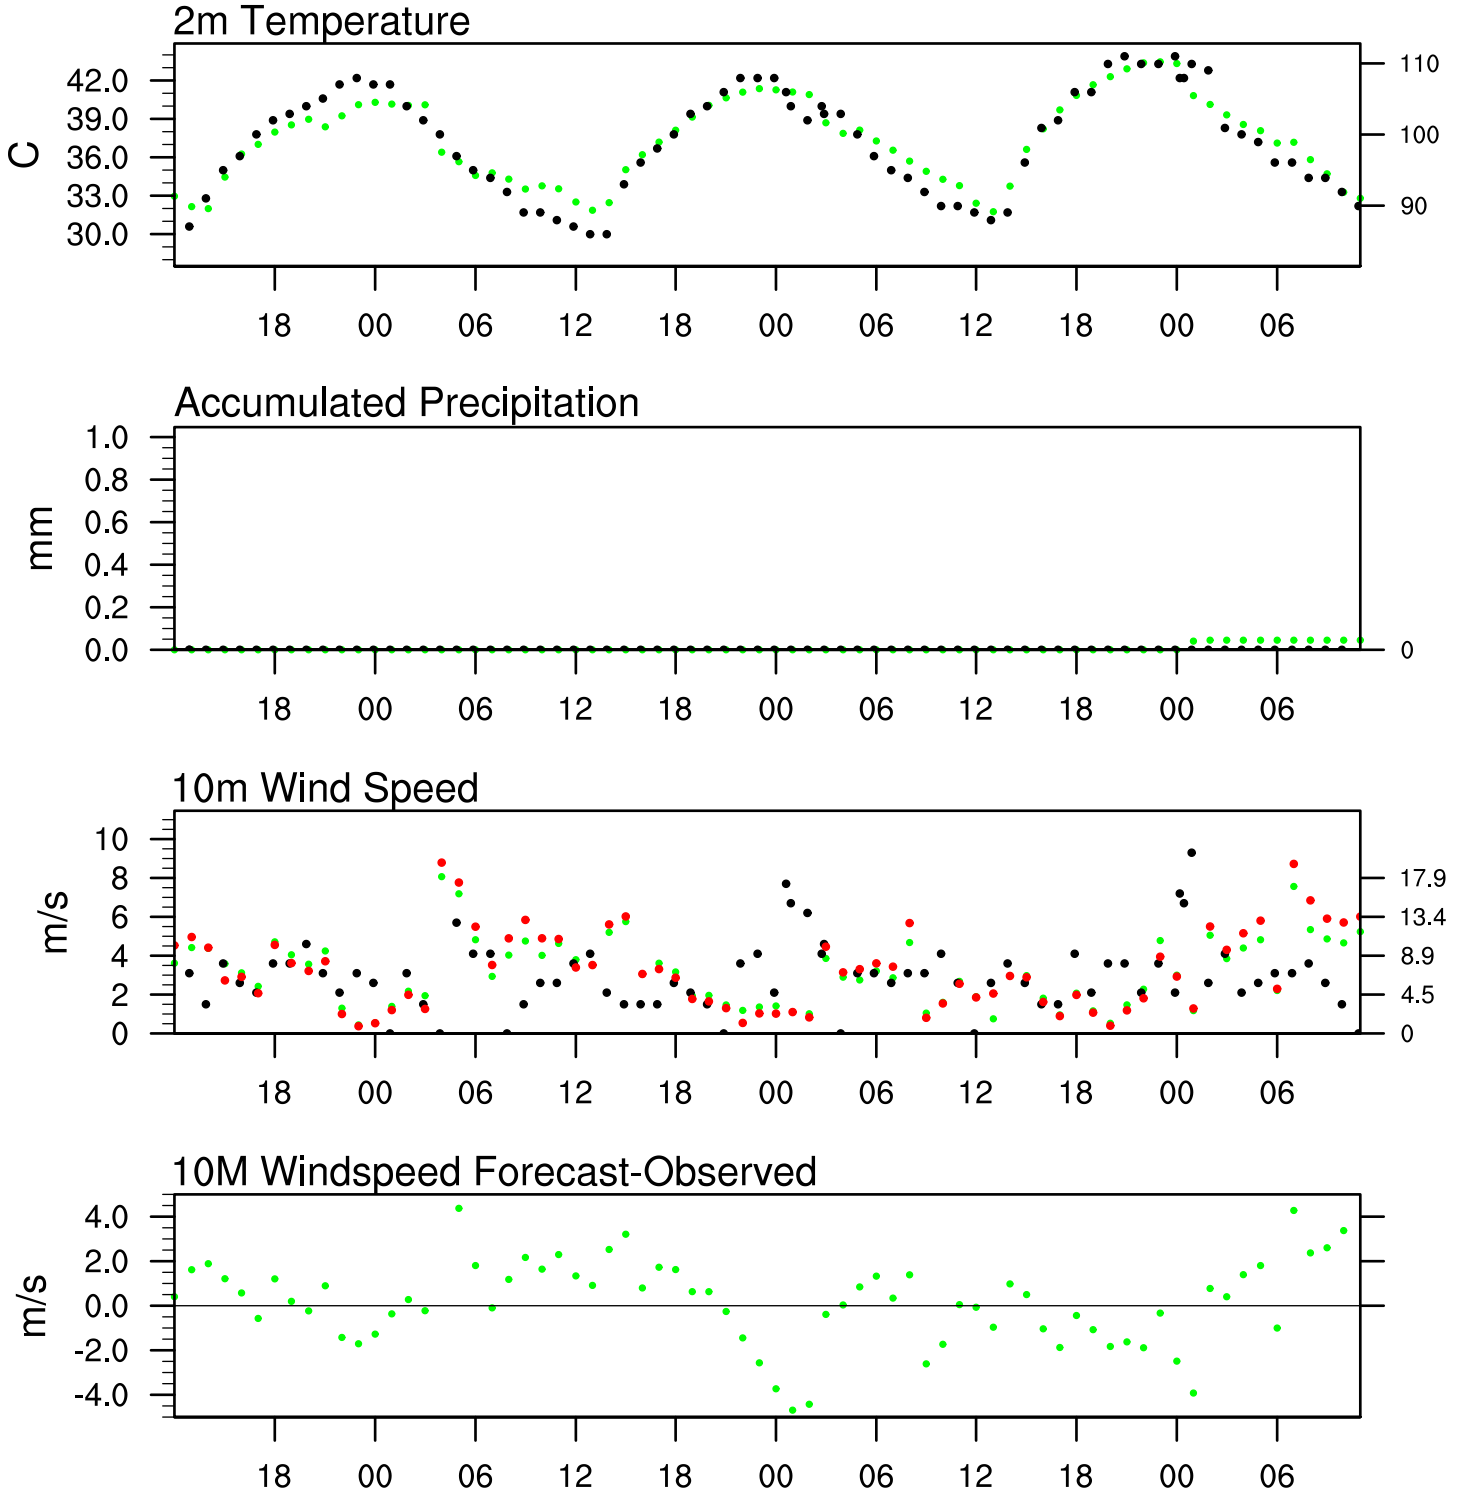 2m Temperature
C
42.0
39.0
36.0
33.0
30.0
110
100
90
18 00 06 12 18 00 06 12 18 00 06
Accumulated Precipitation
mm
1.0
0.8
0.6
0.4
0.2
0.0
0
18 00 06 12 18 00 06 12 18 00 06
10m Wind Speed
m/s
10
8
6
4
2
0
17.9
13.4
8.9
4.5
0
18 00 06 12 18 00 06 12 18 00 06
10M Windspeed Forecast-Observed
m/s
4.0
2.0
0.0
-2.0
-4.0
18 00 06 12 18 00 06 12 18 00 06